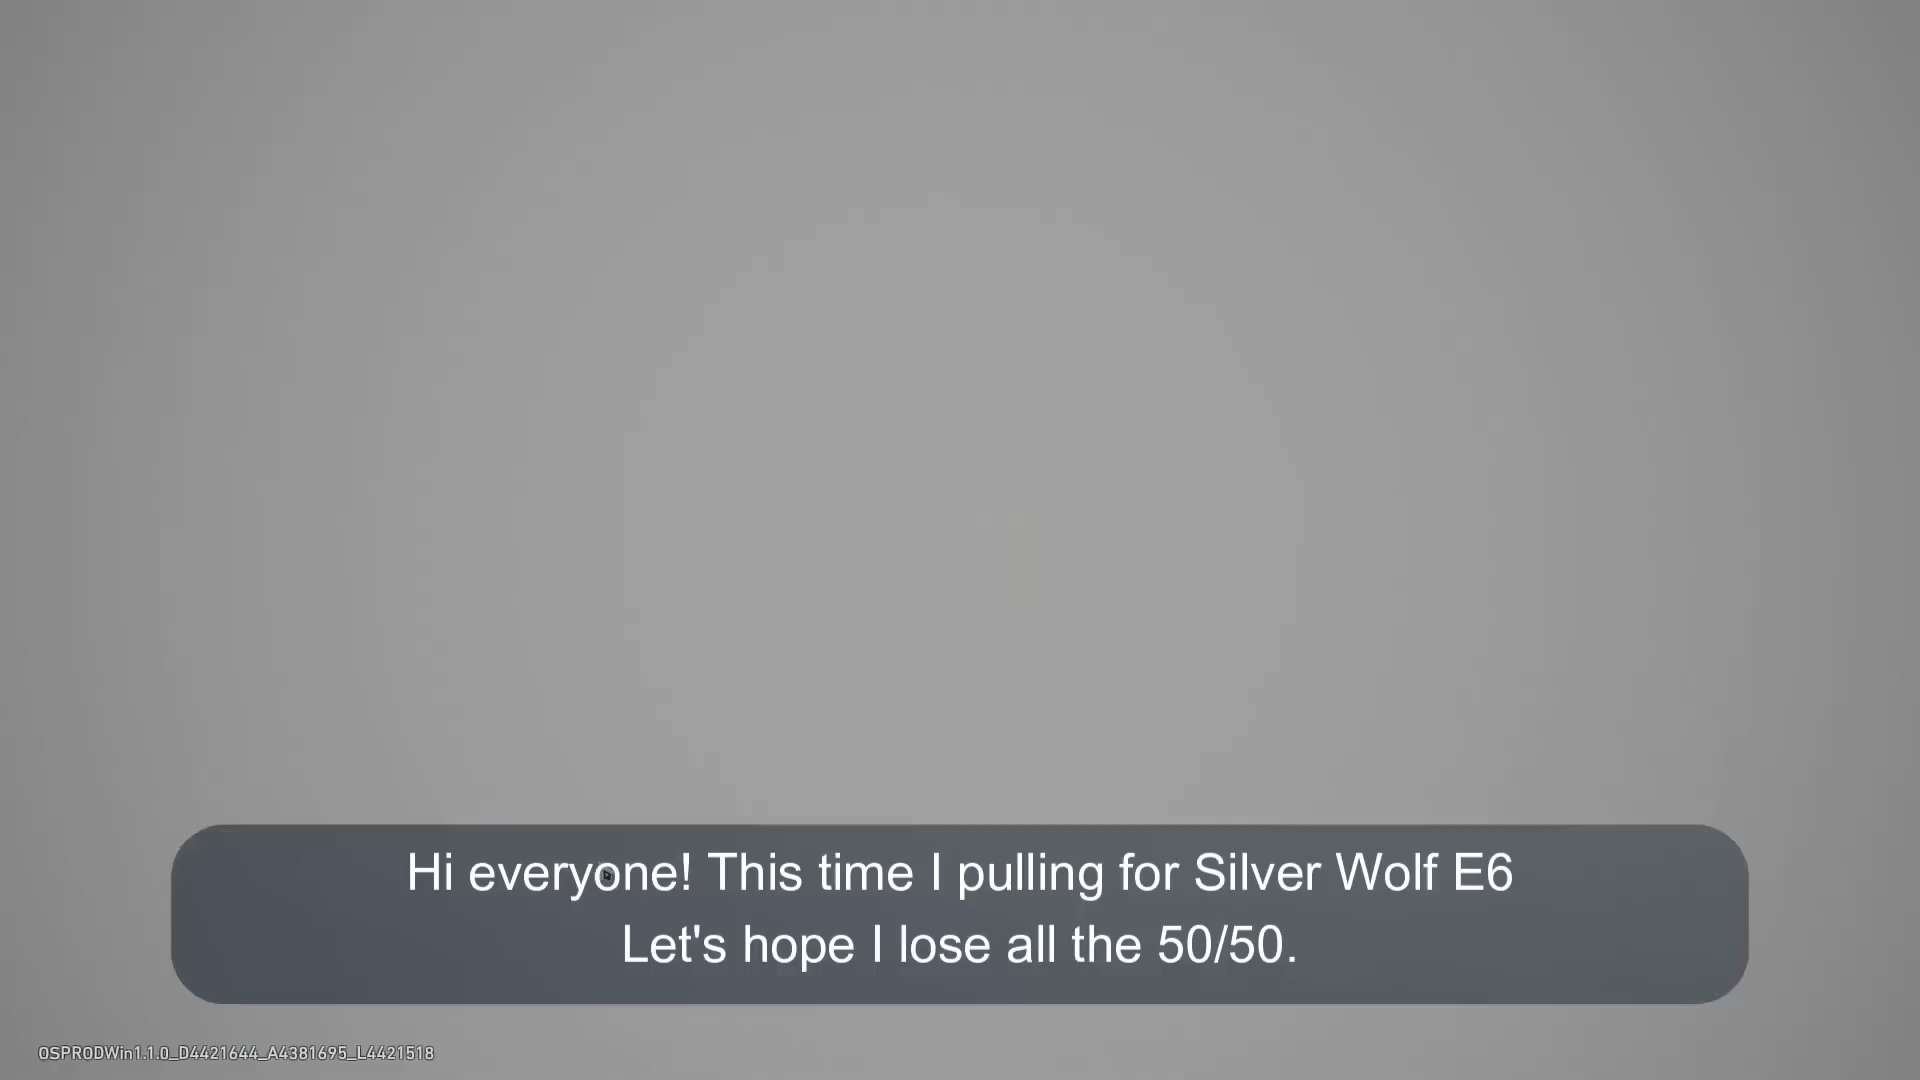 Hi everyone! This time I pulling for Silver Wolf E6
Let's hope I lose all the 50/50.
OSPRODWin1.1.0_D4421644_A4381695_L4421518